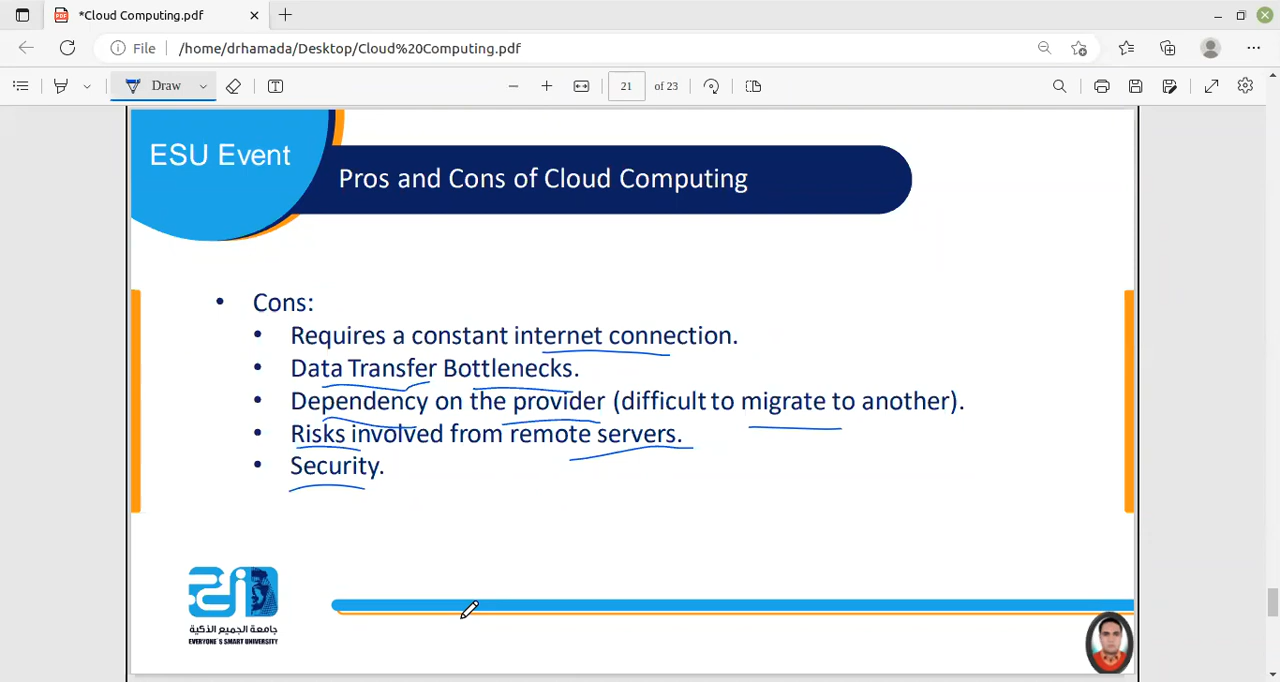 *Cloud Computing.pdf
File
/home/drhamada/Desktop/Cloud%20Computing.pdf
Draw
21 of 23
ESU Event
Pros and Cons of Cloud Computing
• Cons:
• Requires a constant internet connection.
• Data Transfer Bottlenecks.
• Dependency on the provider (difficult to migrate to another).
• Risks involved from remote servers.
• Security.
جامعة الجميع الذكية
EVERYONE`S SMART UNIVERSITY